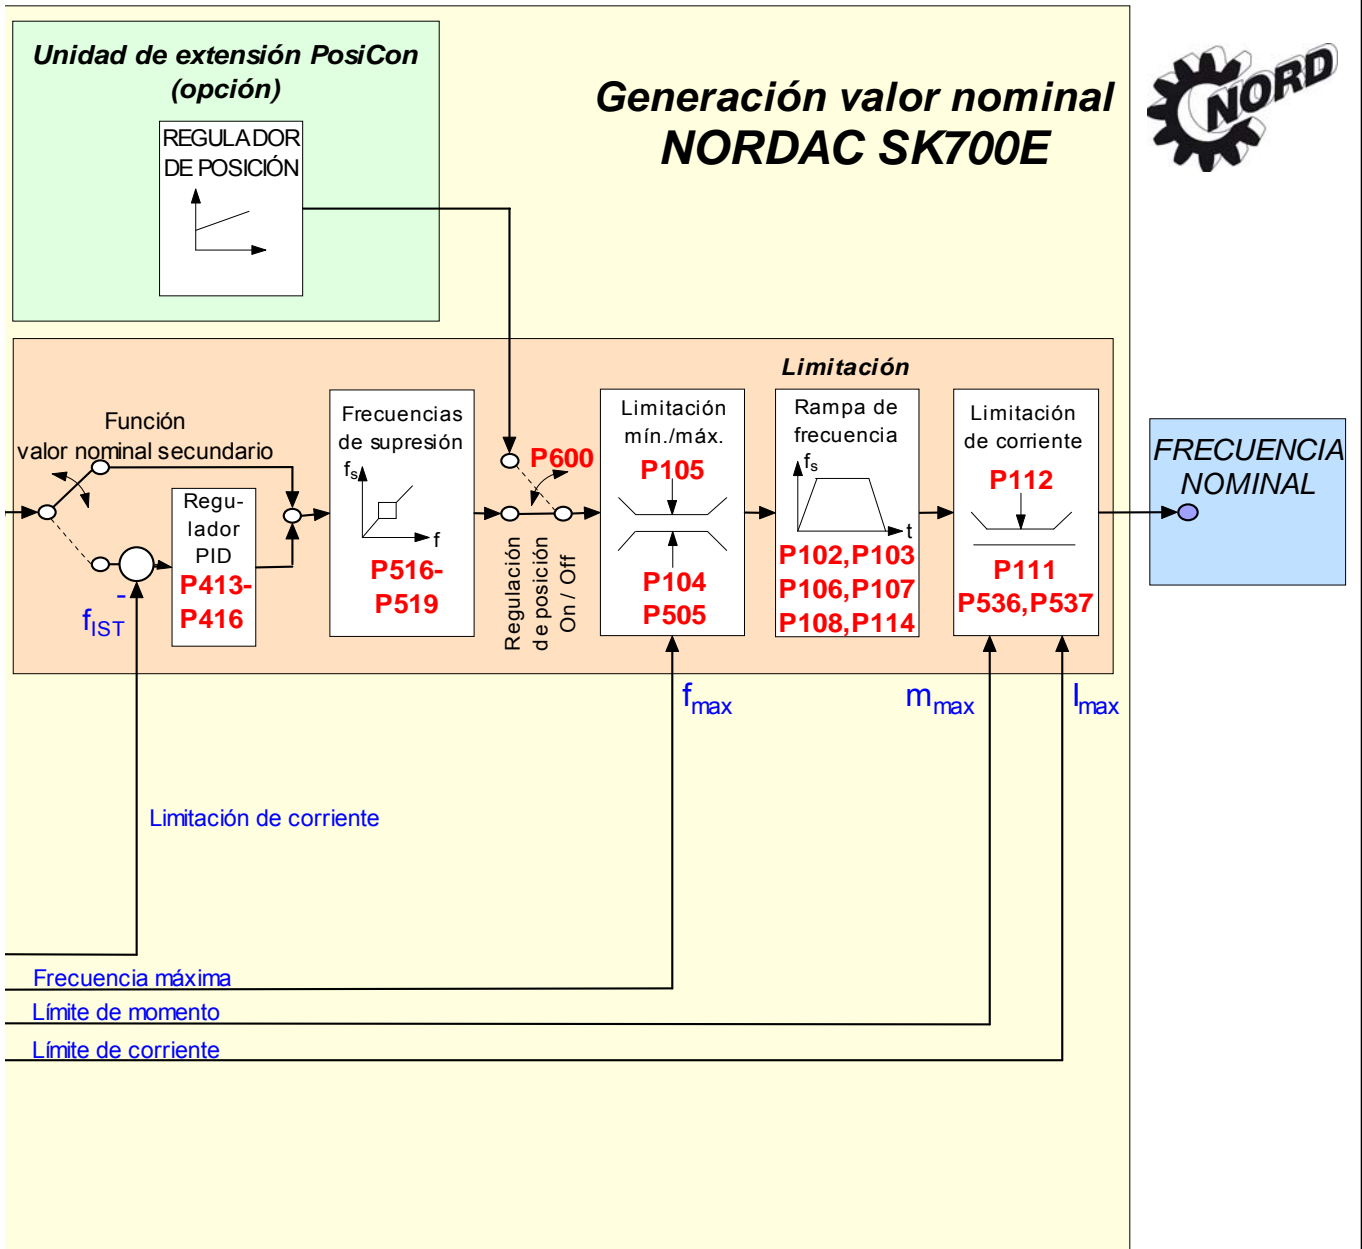 Unidad de extensión PosiCon
(opción)
REGULADOR
DE POSICIÓN
Generación valor nominal
NORDAC SK700E
NORD
Limitación
Función
valor nominal secundario
Regu-
lador
PID
P413-
P416
-
fIST
Frecuencias
de supresión
fs
f
P516-
P519
P600
Regulación
de posición
On / Off
Limitación
mín./máx.
P105
P104
P505
Rampa de
frecuencia
fs
t
P102,P103
P106,P107
P108,P114
Limitación
de corriente
P112
P111
P536,P537
FRECUENCIA
NOMINAL
fmax
mmax
Imax
Limitación de corriente
Frecuencia máxima
Límite de momento
Límite de corriente